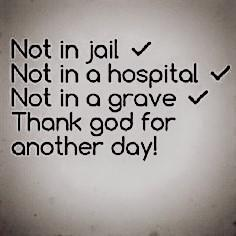 Not in jail ✓
Not in a hospital ✓
Not in a grave ✓
Thank god for
another day!